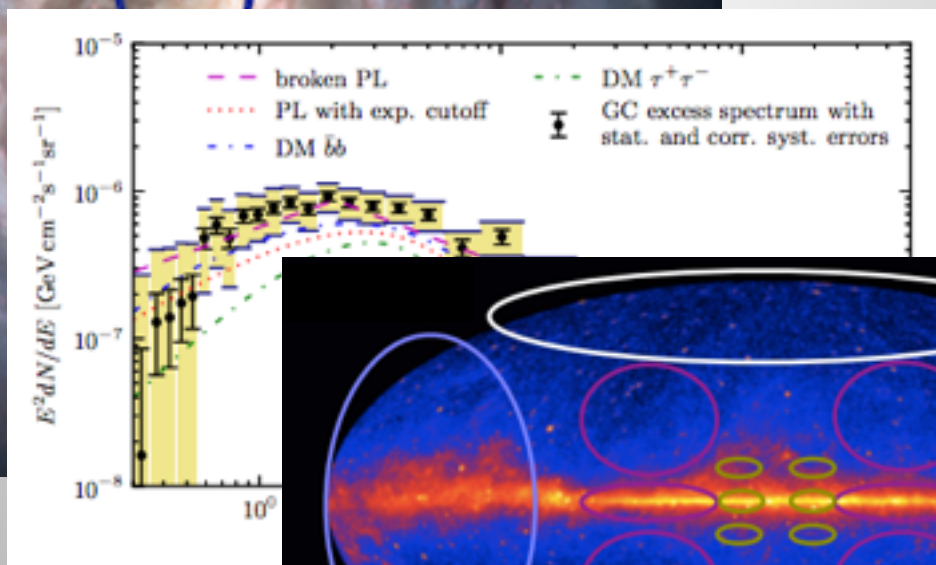 10⁻⁵
broken PL
PL with exp. cutoff
DM b̄b
DM τ⁺τ⁻
GC excess spectrum with
stat. and corr. syst. errors
10⁻⁶
10⁻⁷
10⁻⁸
E²dN/dE [GeV cm⁻²s⁻¹sr⁻¹]
10⁰